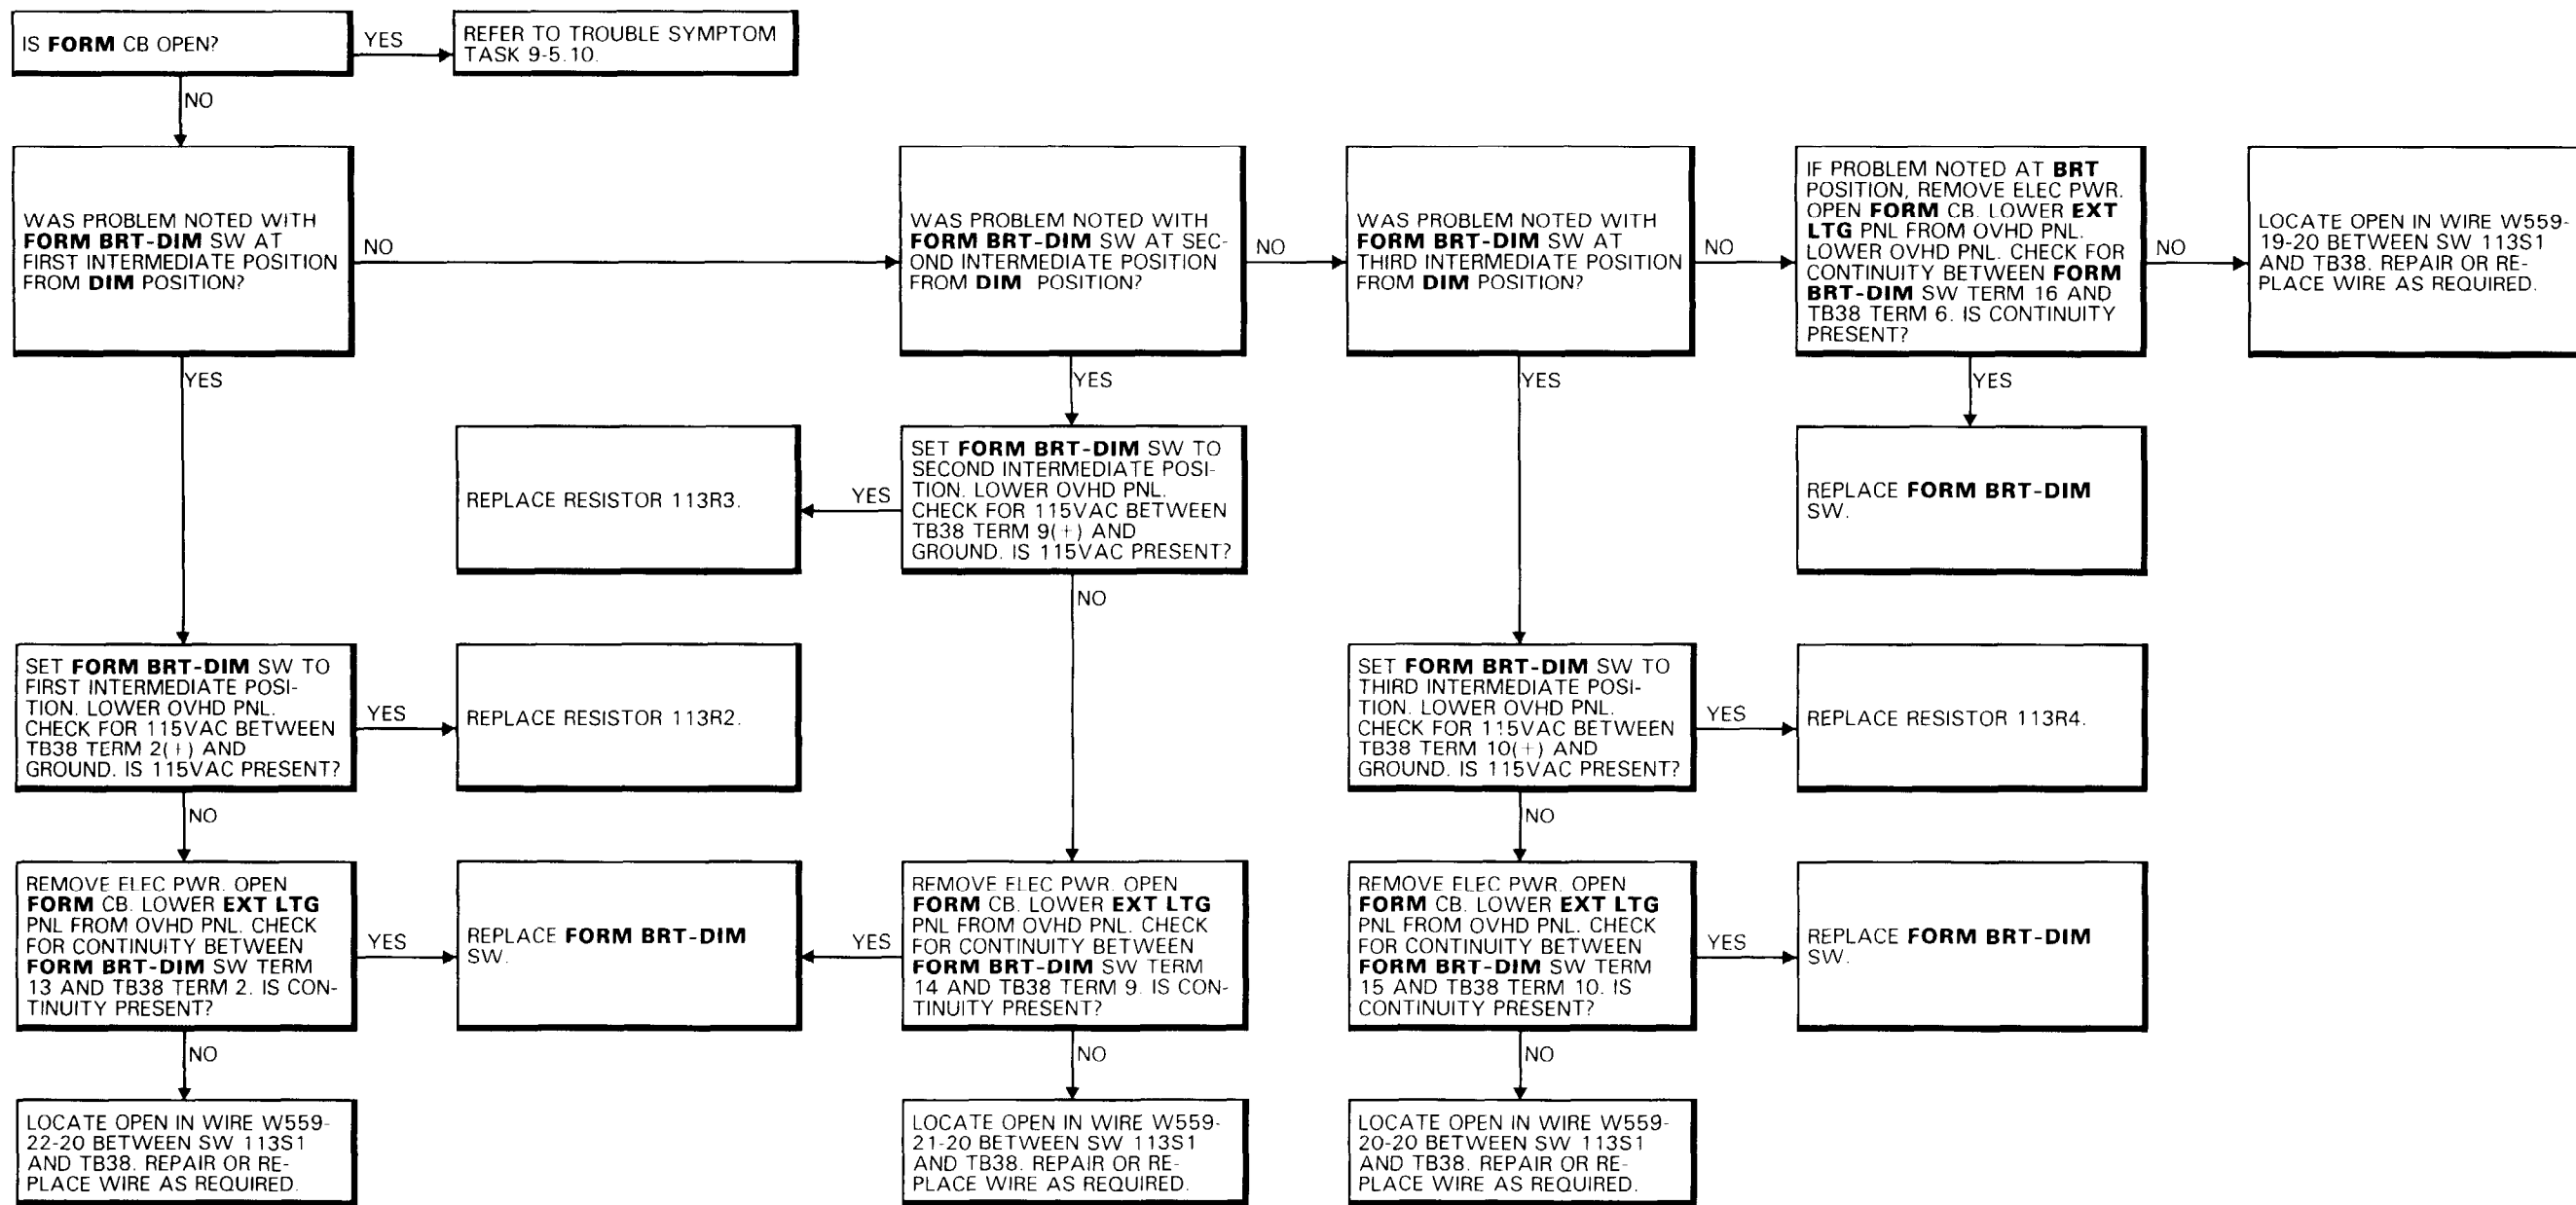 IS FORM CB OPEN?
YES
REFER TO TROUBLE SYMPTOM
TASK 9-5.10.
NO
WAS PROBLEM NOTED WITH
FORM BRT-DIM SW AT
FIRST INTERMEDIATE POSITION
FROM DIM POSITION?
NO
WAS PROBLEM NOTED WITH
FORM BRT-DIM SW AT SEC-
OND INTERMEDIATE POSITION
FROM DIM POSITION?
NO
WAS PROBLEM NOTED WITH
FORM BRT-DIM SW AT
THIRD INTERMEDIATE POSITION
FROM DIM POSITION?
NO
IF PROBLEM NOTED AT BRT
POSITION, REMOVE ELEC PWR.
OPEN FORM CB. LOWER EXT
LTG PNL FROM OVHD PNL.
LOWER OVHD PNL. CHECK FOR
CONTINUITY BETWEEN FORM
BRT-DIM SW TERM 16 AND
TB38 TERM 6. IS CONTINUITY
PRESENT?
NO
LOCATE OPEN IN WIRE W559-
19-20 BETWEEN SW 113S1
AND TB38. REPAIR OR RE-
PLACE WIRE AS REQUIRED.
YES
YES
YES
YES
REPLACE RESISTOR 113R3.
YES
SET FORM BRT-DIM SW TO
SECOND INTERMEDIATE POSI-
TION. LOWER OVHD PNL.
CHECK FOR 115VAC BETWEEN
TB38 TERM 9(+) AND
GROUND. IS 115VAC PRESENT?
REPLACE FORM BRT-DIM
SW.
NO
SET FORM BRT-DIM SW TO
FIRST INTERMEDIATE POSI-
TION. LOWER OVHD PNL.
CHECK FOR 115VAC BETWEEN
TB38 TERM 2(+) AND
GROUND. IS 115VAC PRESENT?
YES
REPLACE RESISTOR 113R2.
SET FORM BRT-DIM SW TO
THIRD INTERMEDIATE POSI-
TION. LOWER OVHD PNL.
CHECK FOR 115VAC BETWEEN
TB38 TERM 10(+) AND
GROUND. IS 115VAC PRESENT?
YES
REPLACE RESISTOR 113R4.
NO
NO
REMOVE ELEC PWR. OPEN
FORM CB. LOWER EXT LTG
PNL FROM OVHD PNL. CHECK
FOR CONTINUITY BETWEEN
FORM BRT-DIM SW TERM
13 AND TB38 TERM 2. IS CON-
TINUITY PRESENT?
YES
REPLACE FORM BRT-DIM
SW.
YES
REMOVE ELEC PWR. OPEN
FORM CB. LOWER EXT LTG
PNL FROM OVHD PNL. CHECK
FOR CONTINUITY BETWEEN
FORM BRT-DIM SW TERM
14 AND TB38 TERM 9. IS CON-
TINUITY PRESENT?
REMOVE ELEC PWR. OPEN
FORM CB. LOWER EXT LTG
PNL FROM OVHD PNL. CHECK
FOR CONTINUITY BETWEEN
FORM BRT-DIM SW TERM
15 AND TB38 TERM 10. IS
CONTINUITY PRESENT?
YES
REPLACE FORM BRT-DIM
SW.
NO
NO
NO
LOCATE OPEN IN WIRE W559-
22-20 BETWEEN SW 113S1
AND TB38. REPAIR OR RE-
PLACE WIRE AS REQUIRED.
LOCATE OPEN IN WIRE W559-
21-20 BETWEEN SW 113S1
AND TB38. REPAIR OR RE-
PLACE WIRE AS REQUIRED.
LOCATE OPEN IN WIRE W559-
20-20 BETWEEN SW 113S1
AND TB38. REPAIR OR RE-
PLACE WIRE AS REQUIRED.